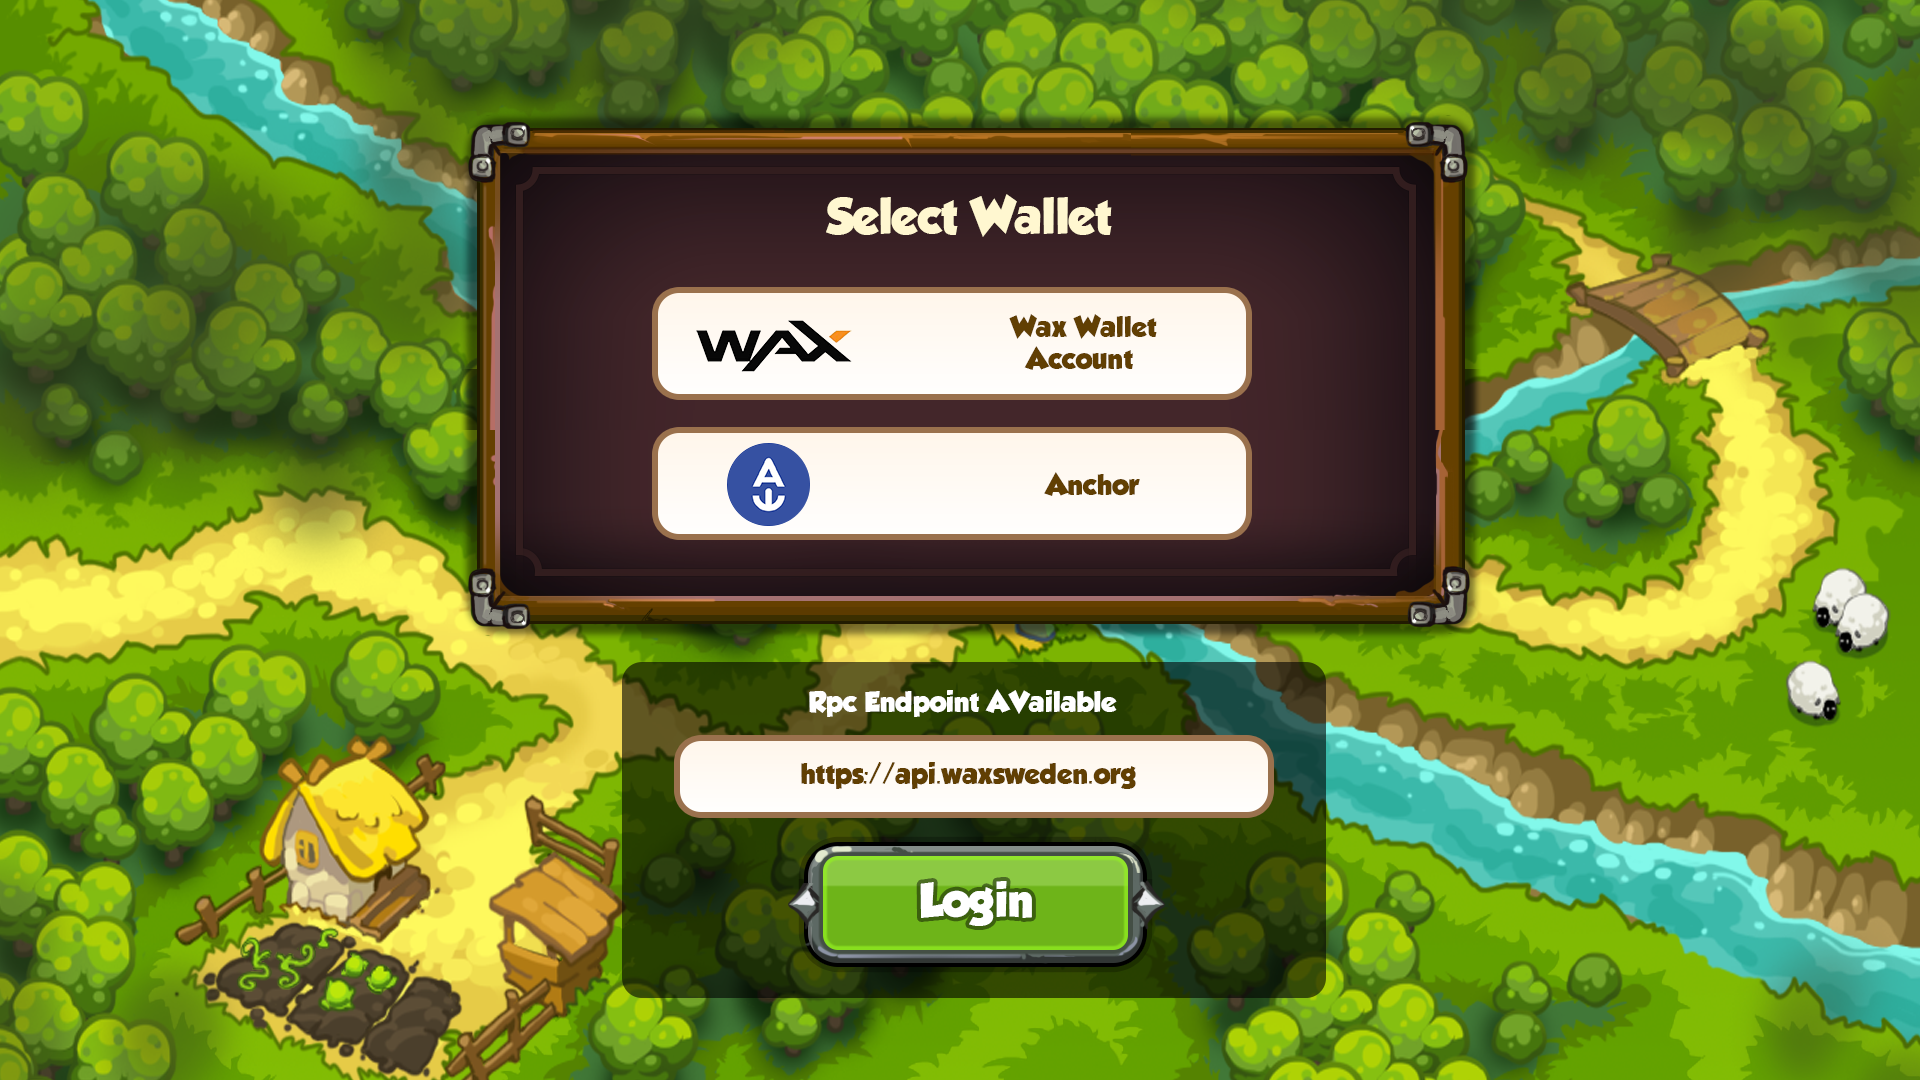 Select Wallet
WAX
Wax Wallet
Account
Anchor
Rpc Endpoint AVailable
https://api.waxsweden.org
Login